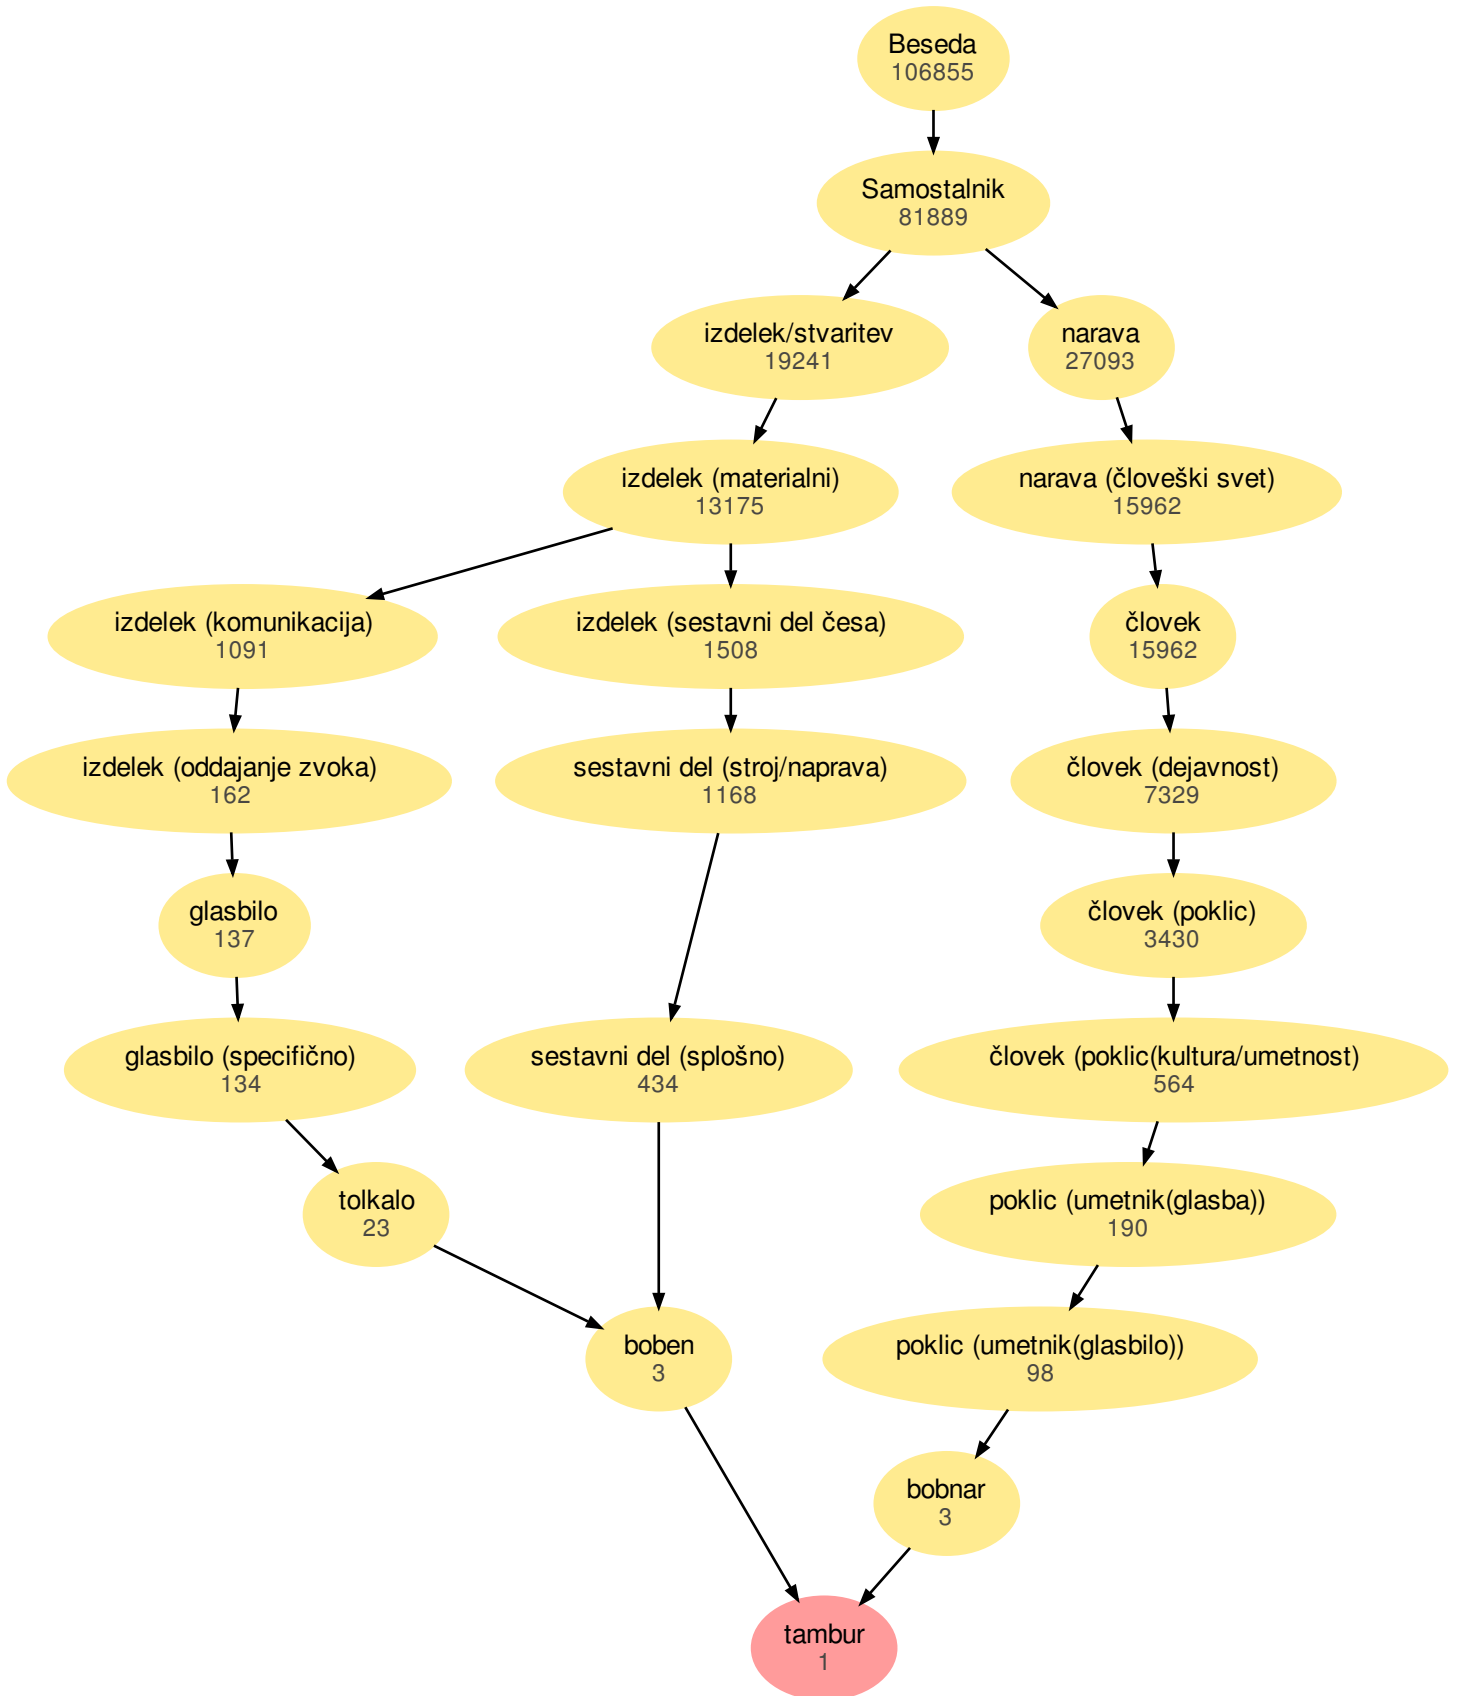 Beseda
106855
Samostalnik
81889
izdelek/stvaritev
19241
narava
27093
izdelek (materialni)
13175
narava (človeški svet)
15962
izdelek (komunikacija)
1091
izdelek (sestavni del česa)
1508
človek
15962
izdelek (oddajanje zvoka)
162
sestavni del (stroj/naprava)
1168
človek (dejavnost)
7329
glasbilo
137
človek (poklic)
3430
glasbilo (specifično)
134
sestavni del (splošno)
434
človek (poklic(kultura/umetnost)
564
tolkalo
23
poklic (umetnik(glasba))
190
boben
3
poklic (umetnik(glasbilo))
98
bobnar
3
tambur
1